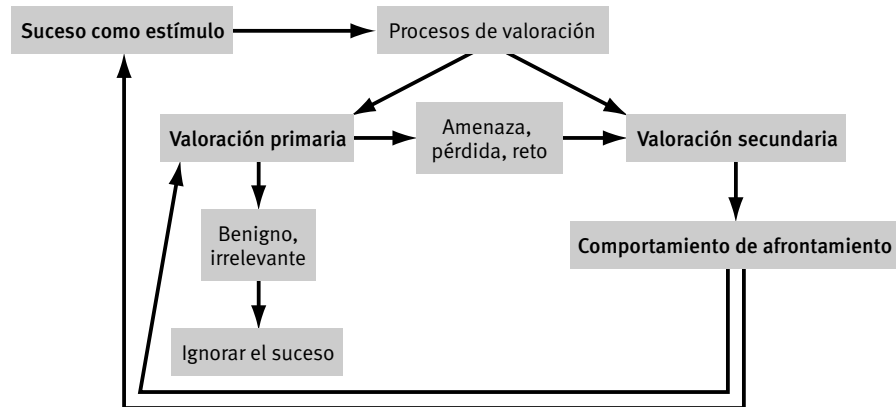 Suceso como estímulo
Procesos de valoración
Valoración primaria
Amenaza,
pérdida, reto
Valoración secundaria
Benigno,
irrelevante
Comportamiento de afrontamiento
Ignorar el suceso